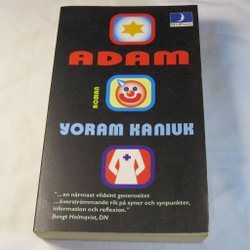 ADAM
ROMAN
YORAM KANIUK
"...en närmast vildsint generositet
...överströmmande rik på syner och synpunkter,
information och reflexion."
Bengt Holmqvist, DN